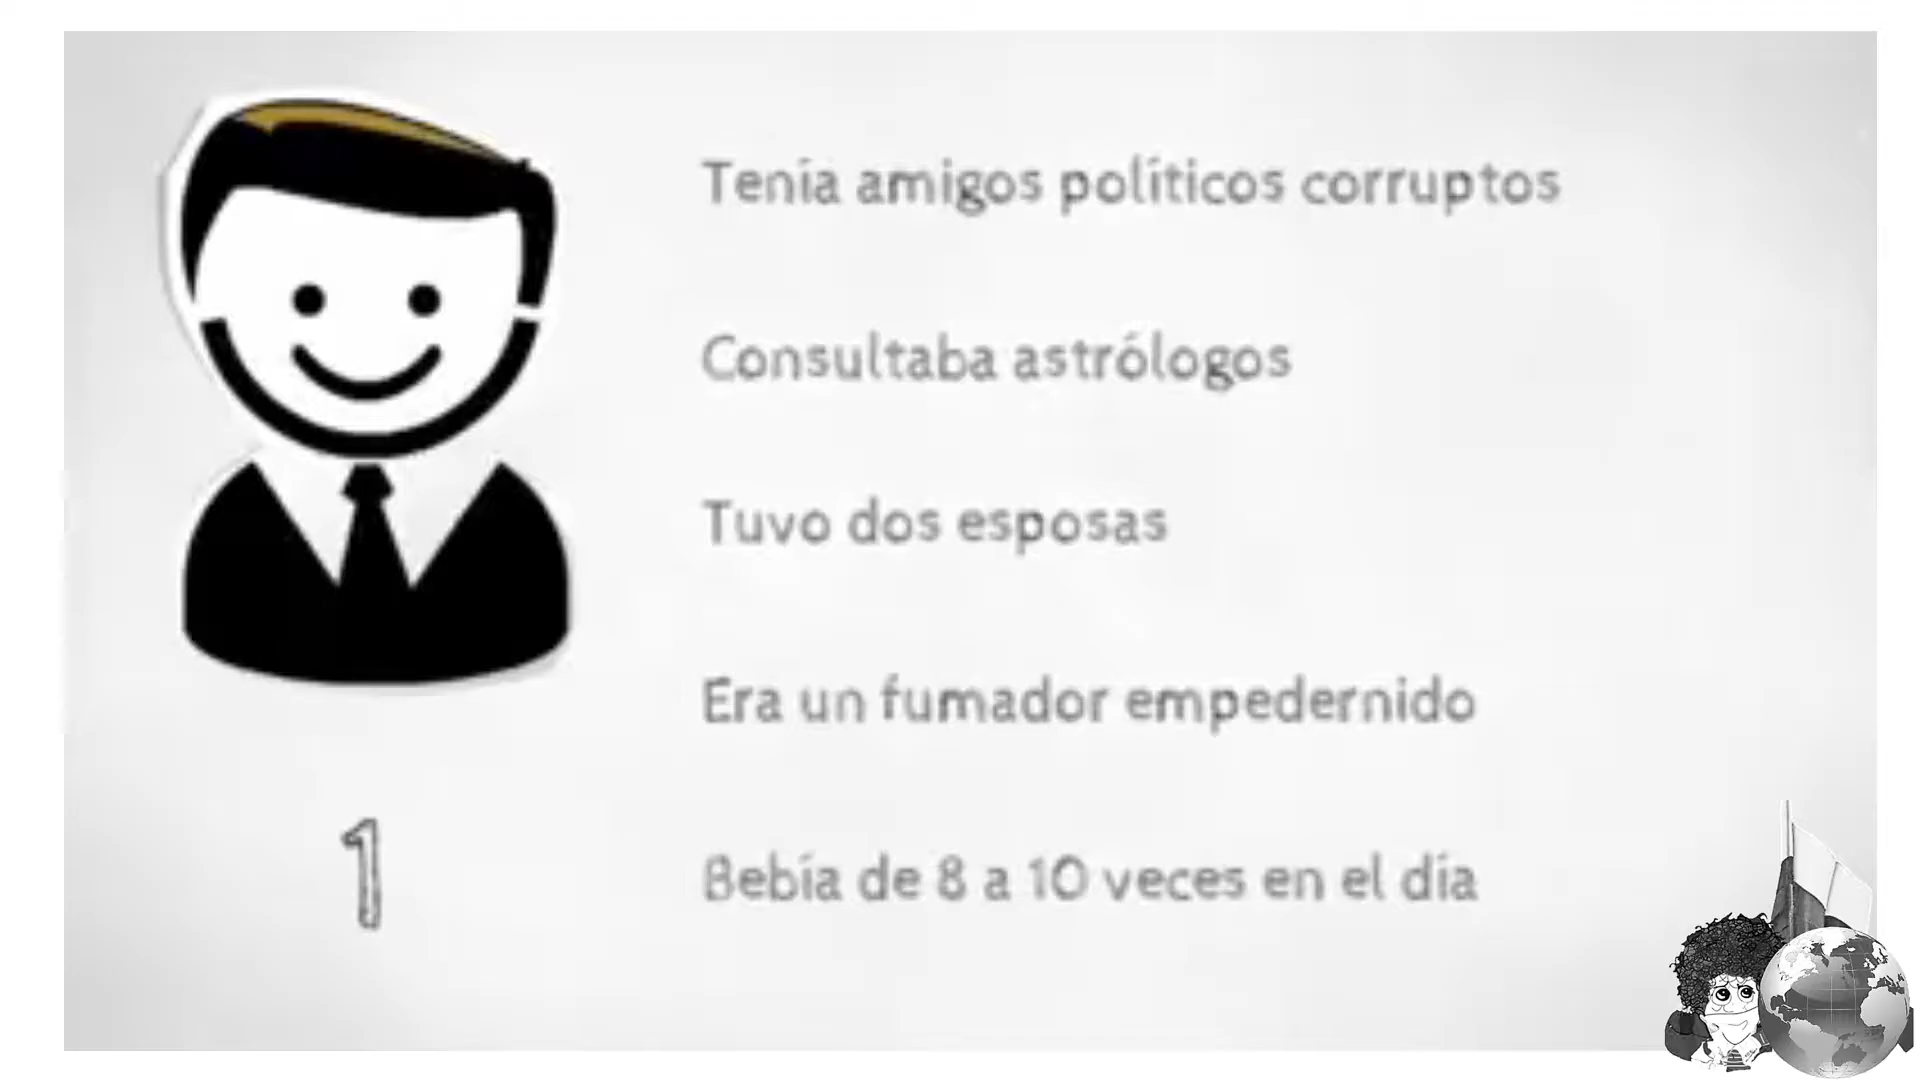 Tenía amigos políticos corruptos
Consultaba astrólogos
Tuvo dos esposas
Era un fumador empedernido
1
Bebía de 8 a 10 veces en el día